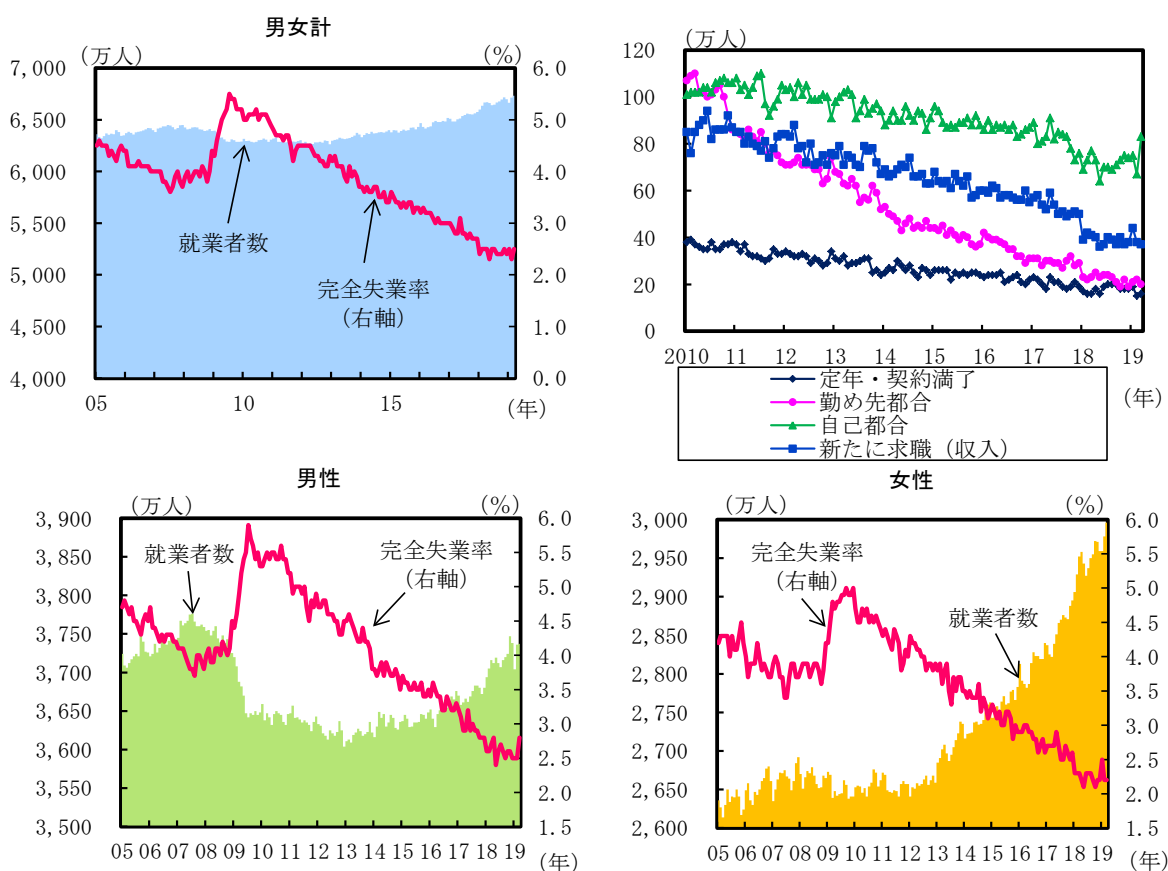 男女計
(万人)
(%)
7,000
6,500
6,000
5,500
5,000
4,500
4,000
6.0
5.0
4.0
3.0
2.0
1.0
0.0
就業者数
完全失業率
(右軸)
05 10 15
(年)
(万人)
120
100
80
60
40
20
0
2010 11 12 13 14 15 16 17 18 19
(年)
定年・契約満了
勤め先都合
自己都合
新たに求職(収入)
男性
(万人)
(%)
3,900
3,850
3,800
3,750
3,700
3,650
3,600
3,550
3,500
6.0
5.5
5.0
4.5
4.0
3.5
3.0
2.5
2.0
1.5
就業者数
完全失業率
(右軸)
05 06 07 08 09 10 11 12 13 14 15 16 17 18 19
(年)
女性
(万人)
(%)
3,000
2,950
2,900
2,850
2,800
2,750
2,700
2,650
2,600
6.0
5.5
5.0
4.5
4.0
3.5
3.0
2.5
2.0
1.5
完全失業率
(右軸)
就業者数
05 06 07 08 09 10 11 12 13 14 15 16 17 18 19
(年)